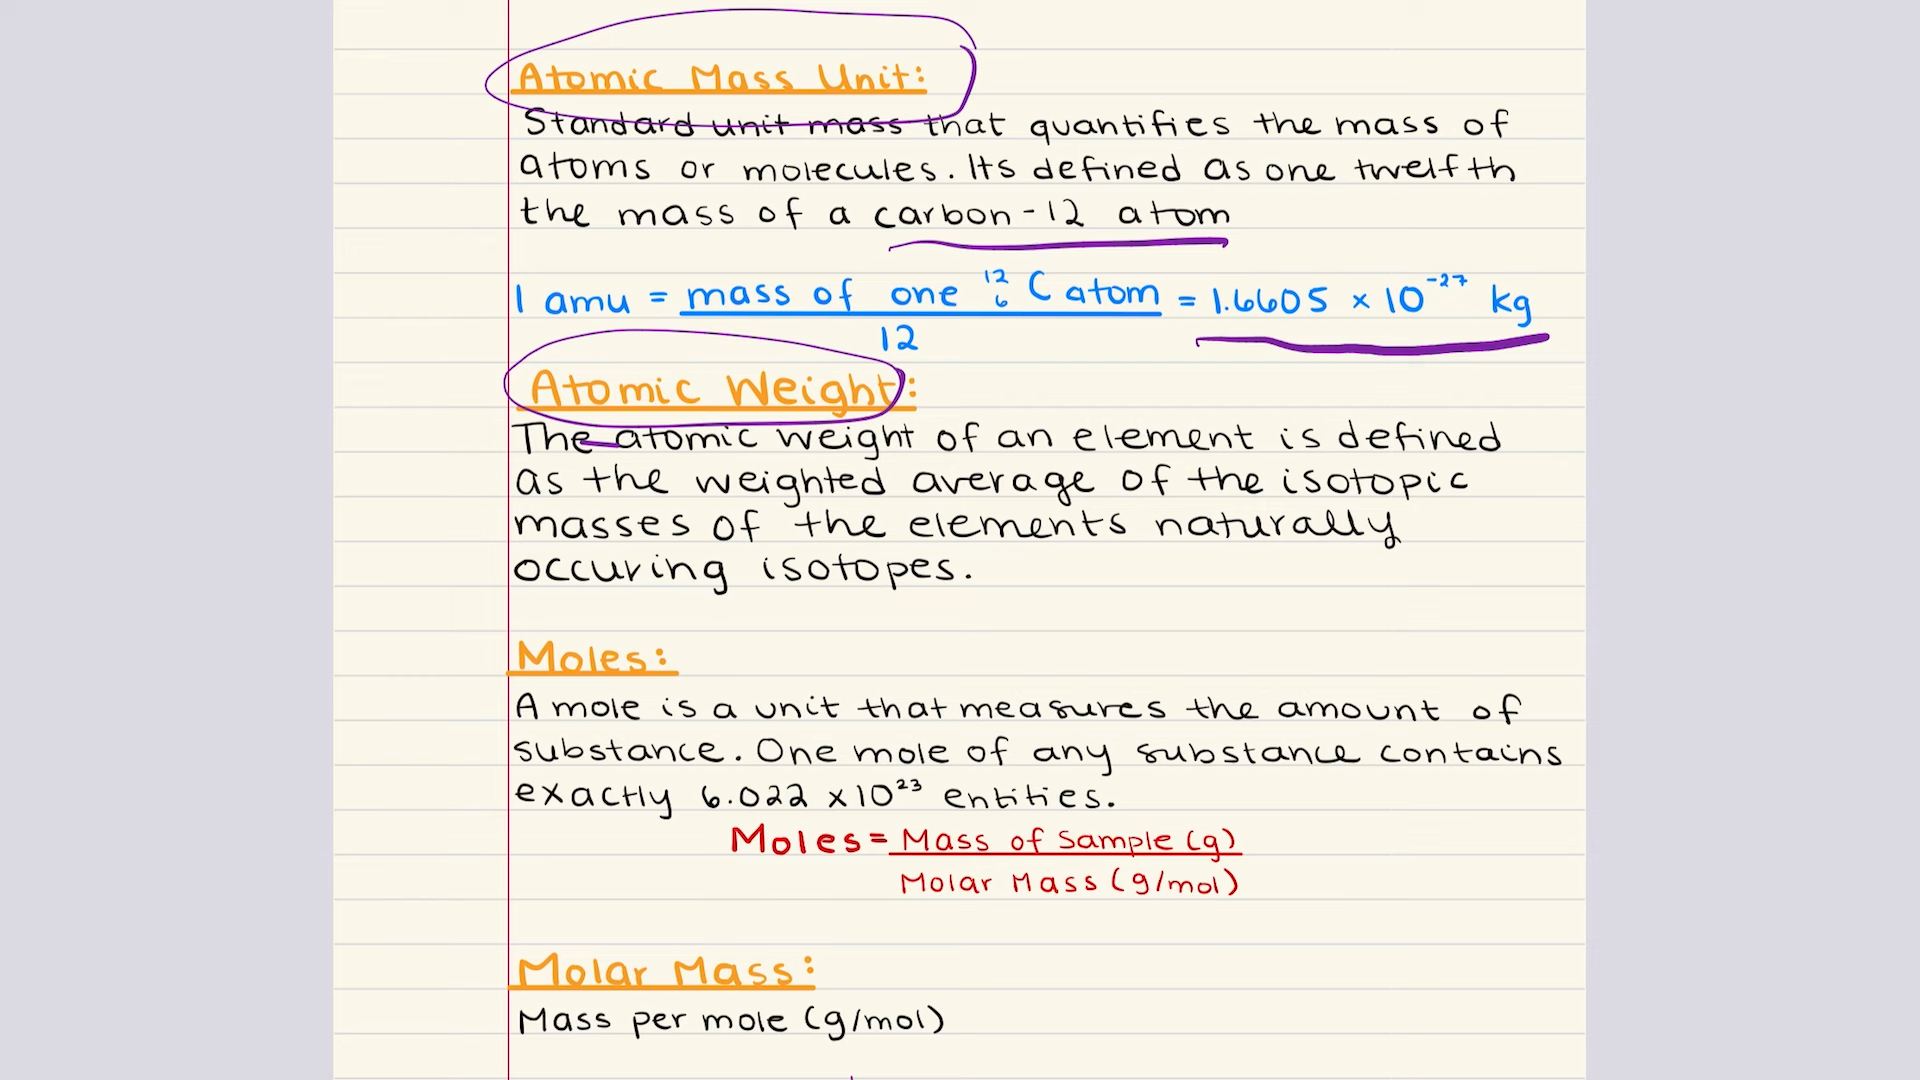 Atomic Mass Unit:
Standard unit mass that quantifies the mass of
atoms or molecules. Its defined as one twelfth
the mass of a carbon-12 atom
1 amu = mass of one ¹²₆C atom / 12 = 1.6605 × 10⁻²⁷ kg
Atomic Weight:
The atomic weight of an element is defined
as the weighted average of the isotopic
masses of the elements naturally
occuring isotopes.
Moles:
A mole is a unit that measures the amount of
substance. One mole of any substance contains
exactly 6.022 ×10²³ entities.
Moles = Mass of Sample (g) / Molar Mass (g/mol)
Molar Mass:
Mass per mole (g/mol)